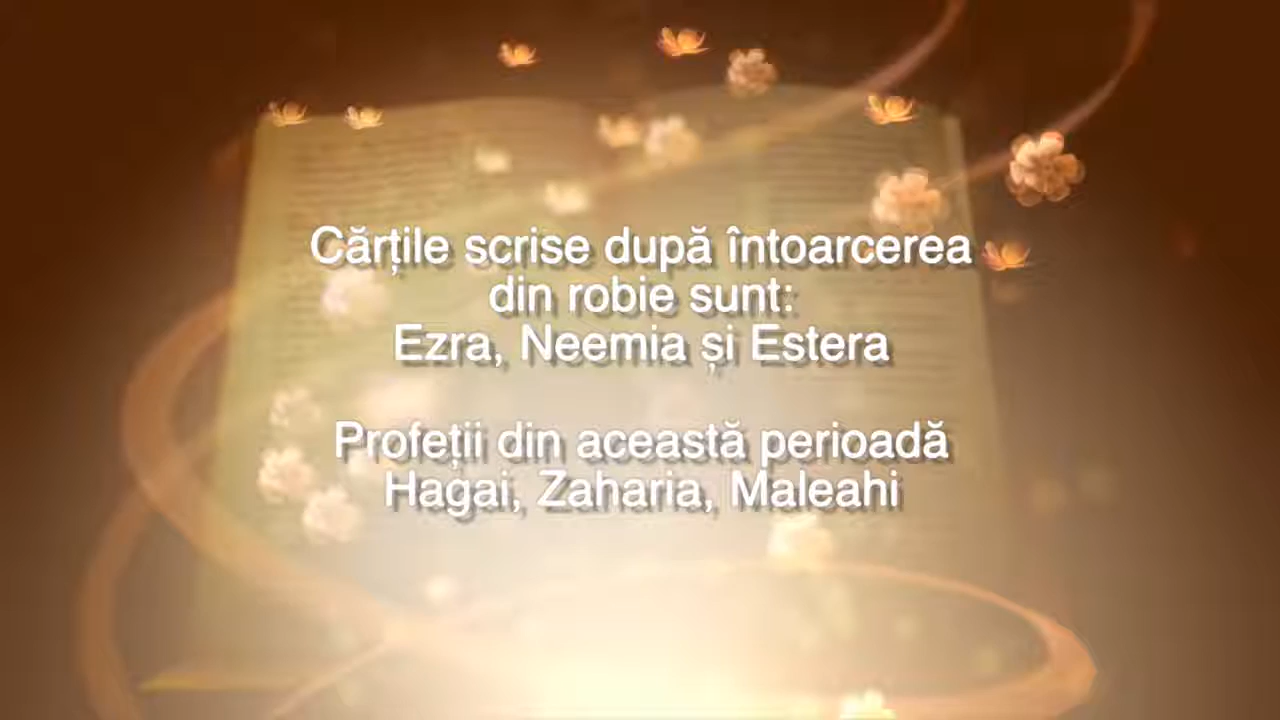 Cărțile scrise după întoarcerea
din robie sunt:
Ezra, Neemia și Estera
Profeții din această perioadă
Hagai, Zaharia, Maleahi